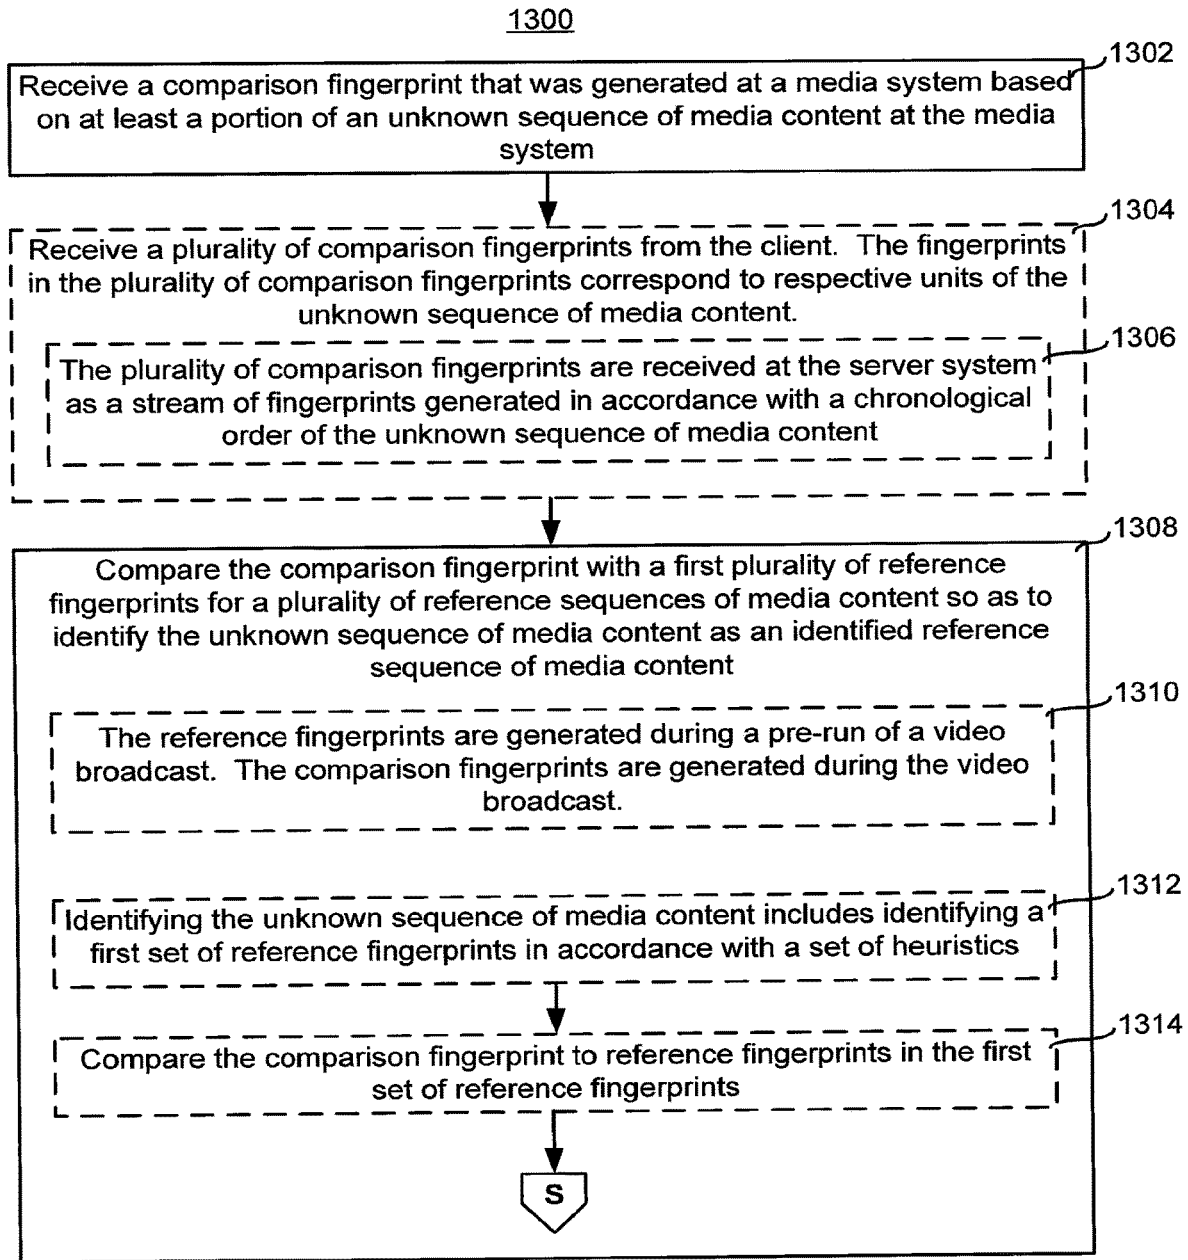 1300
1302
Receive a comparison fingerprint that was generated at a media system based
on at least a portion of an unknown sequence of media content at the media
system
1304
Receive a plurality of comparison fingerprints from the client. The fingerprints
in the plurality of comparison fingerprints correspond to respective units of the
unknown sequence of media content.
1306
The plurality of comparison fingerprints are received at the server system
as a stream of fingerprints generated in accordance with a chronological
order of the unknown sequence of media content
1308
Compare the comparison fingerprint with a first plurality of reference
fingerprints for a plurality of reference sequences of media content so as to
identify the unknown sequence of media content as an identified reference
sequence of media content
1310
The reference fingerprints are generated during a pre-run of a video
broadcast. The comparison fingerprints are generated during the video
broadcast.
1312
Identifying the unknown sequence of media content includes identifying a
first set of reference fingerprints in accordance with a set of heuristics
1314
Compare the comparison fingerprint to reference fingerprints in the first
set of reference fingerprints
S